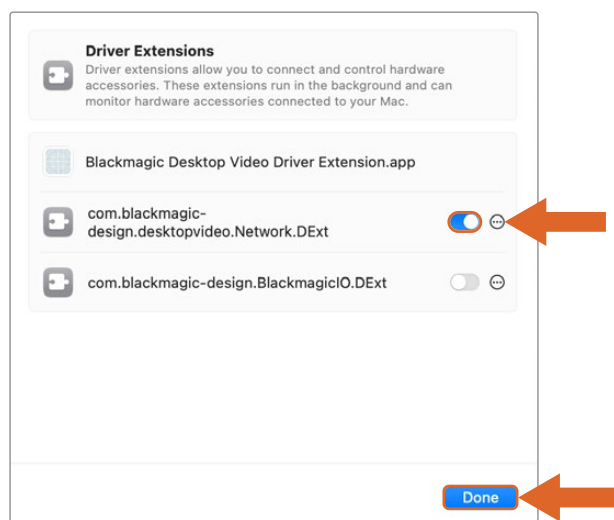 Driver Extensions
Driver extensions allow you to connect and control hardware
accessories. These extensions run in the background and can
monitor hardware accessories connected to your Mac.
Blackmagic Desktop Video Driver Extension.app
com.blackmagic-
design.desktopvideo.Network.DExt
com.blackmagic-design.BlackmagicIO.DExt
Done